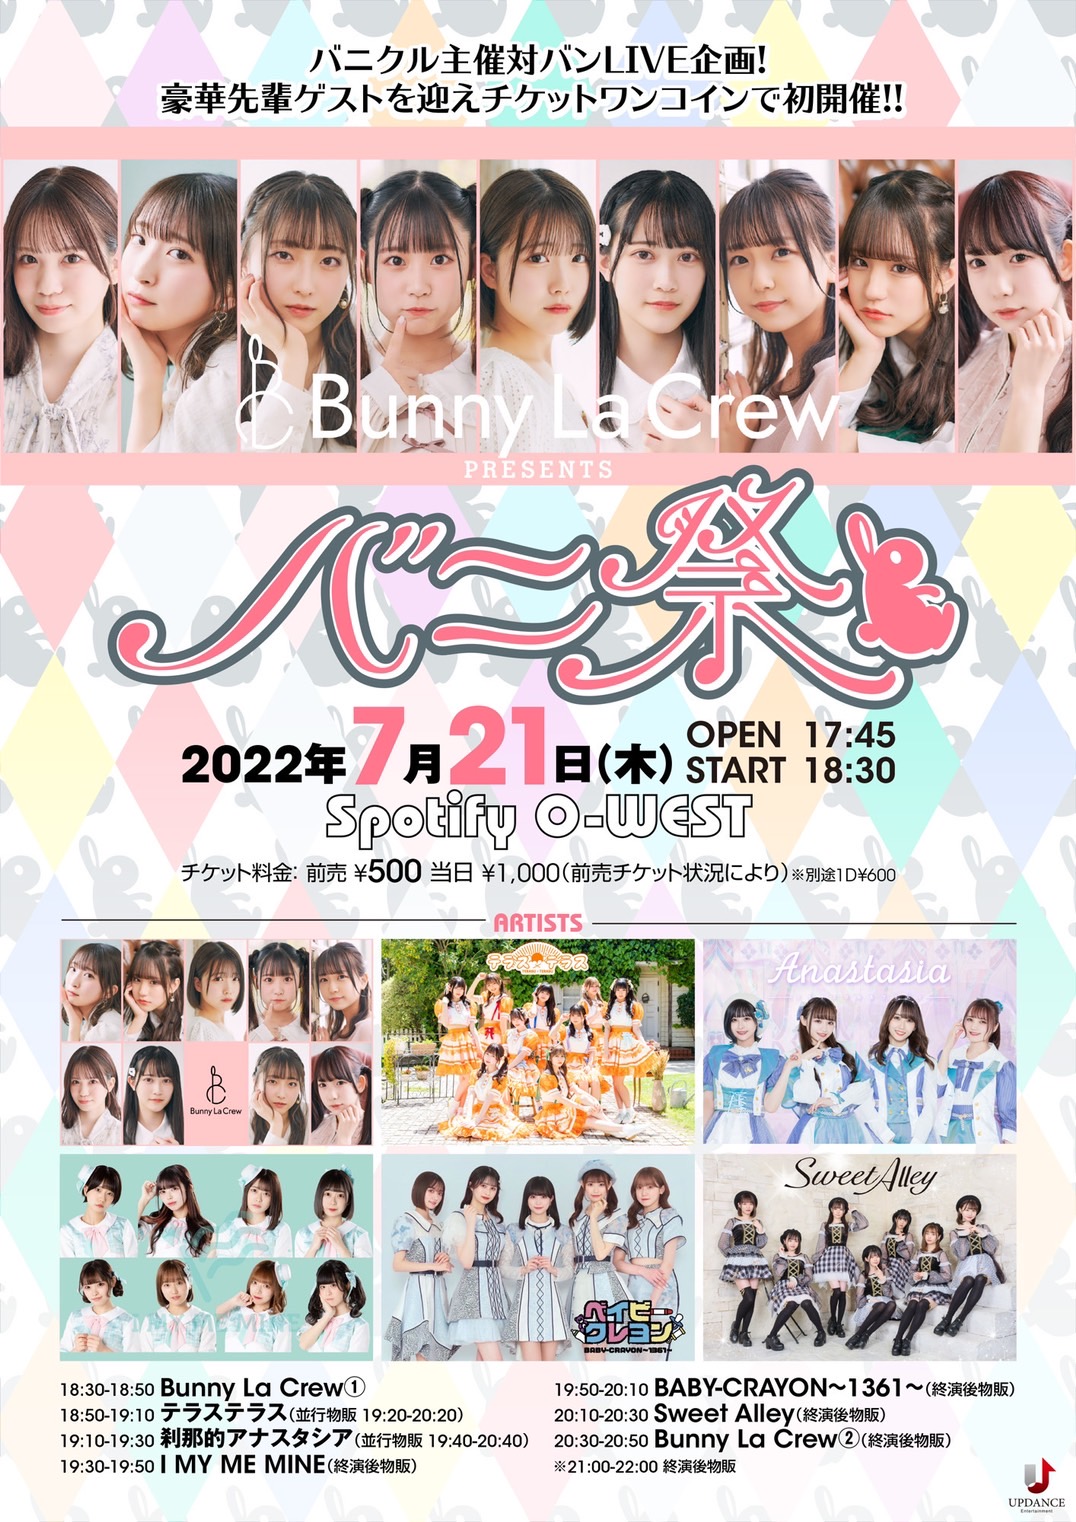 バニクル主催対バンLIVE企画!
豪華先輩ゲストを迎えチケットワンコインで初開催!!
Bunny La Crew
PRESENTS
バニ祭
2022年7月21日(木)
OPEN 17:45
START 18:30
Spotify O-WEST
チケット料金: 前売 ¥500 当日 ¥1,000(前売チケット状況により)※別途1D¥600
ARTISTS
Bunny La Crew
テラステラス
Anastasia
I MY ME MINE
ベイビークレヨン
BABY-CRAYON〜1361〜
Sweet Alley
18:30-18:50 Bunny La Crew①
18:50-19:10 テラステラス(並行物販 19:20-20:20)
19:10-19:30 刹那的アナスタシア(並行物販 19:40-20:40)
19:30-19:50 I MY ME MINE(終演後物販)
19:50-20:10 BABY-CRAYON〜1361〜(終演後物販)
20:10-20:30 Sweet Alley(終演後物販)
20:30-20:50 Bunny La Crew②(終演後物販)
※21:00-22:00 終演後物販
UPDANCE
Entertainment